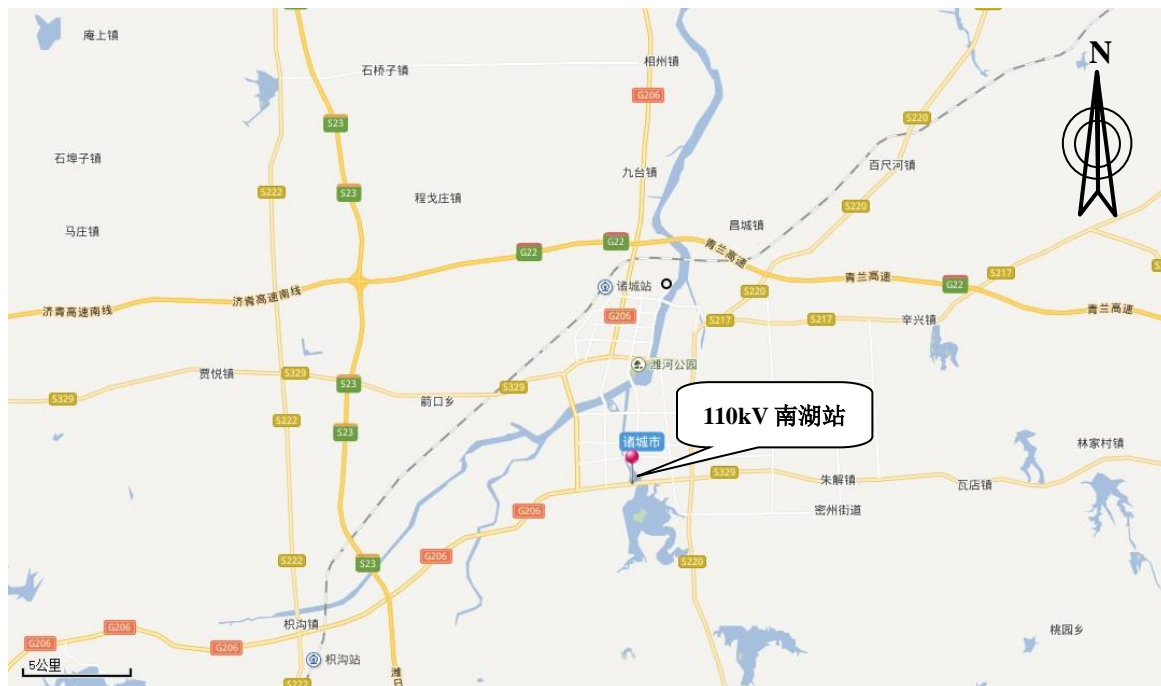 庵上镇
石桥子镇
相州镇
N
G206
S23
S220
石埠子镇
九台镇
百尺河镇
S222
S23
程戈庄镇
S220
马庄镇
昌城镇
G22
G22
青兰高速
S217
青兰高速
G22
诸城站
S220
济青高速南线
济青高速南线
青兰高速
G206
S217
S217
辛兴镇
潍河公园
贾悦镇
S329
S23
S329
S329
箭口乡
110kV 南湖站
S222
S23
诸城市
林家村镇
S329
朱解镇
瓦店镇
G206
密州街道
G206
S222
S23
S220
枳沟镇
G206
G206
G206
桃园乡
5公里
枳沟站
潍日
S222